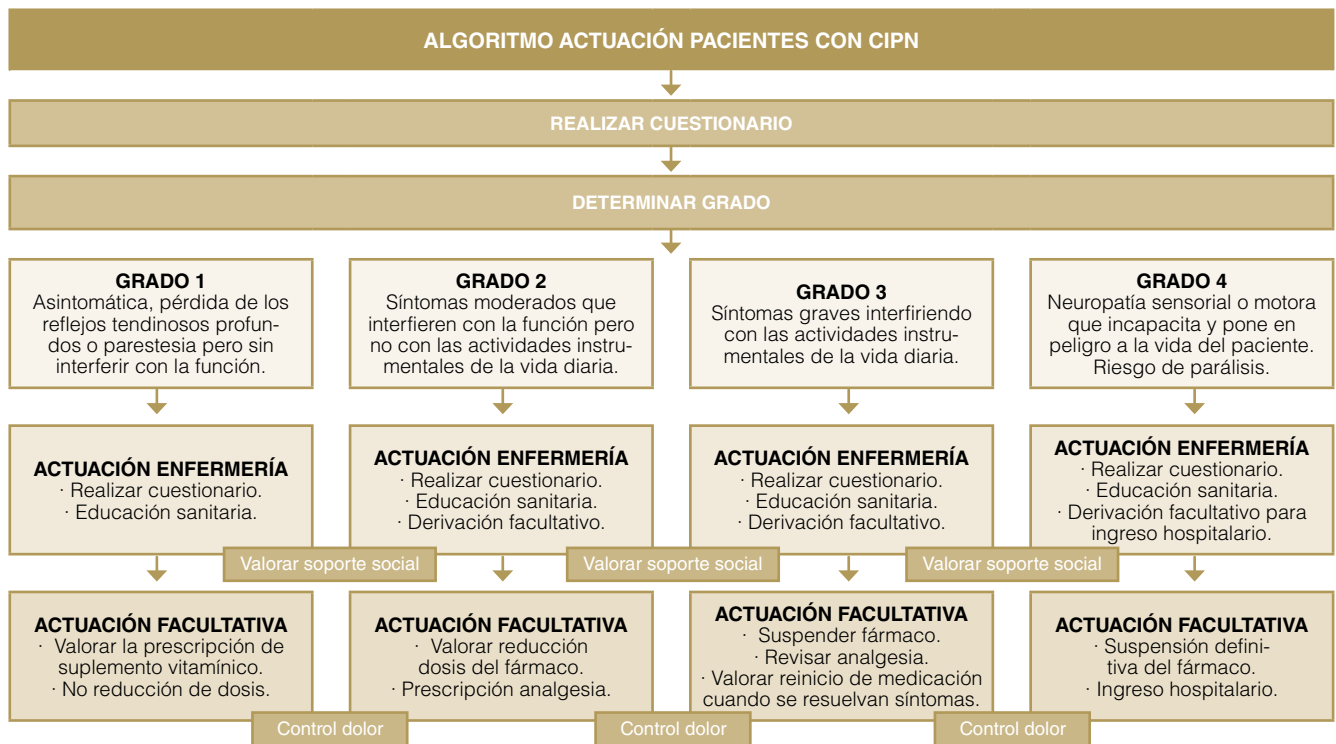 ALGORITMO ACTUACIÓN PACIENTES CON CIPN
REALIZAR CUESTIONARIO
DETERMINAR GRADO
GRADO 1
Asintomática, pérdida de los
reflejos tendinosos profun-
dos o parestesia pero sin
interferir con la función.
GRADO 2
Síntomas moderados que
interfieren con la función pero
no con las actividades instru-
mentales de la vida diaria.
GRADO 3
Síntomas graves interfiriendo
con las actividades instru-
mentales de la vida diaria.
GRADO 4
Neuropatía sensorial o motora
que incapacita y pone en
peligro a la vida del paciente.
Riesgo de parálisis.
ACTUACIÓN ENFERMERÍA
· Realizar cuestionario.
· Educación sanitaria.
ACTUACIÓN ENFERMERÍA
· Realizar cuestionario.
· Educación sanitaria.
· Derivación facultativo.
ACTUACIÓN ENFERMERÍA
· Realizar cuestionario.
· Educación sanitaria.
· Derivación facultativo.
ACTUACIÓN ENFERMERÍA
· Realizar cuestionario.
· Educación sanitaria.
· Derivación facultativo para
ingreso hospitalario.
Valorar soporte social
Valorar soporte social
Valorar soporte social
ACTUACIÓN FACULTATIVA
· Valorar la prescripción de
suplemento vitamínico.
· No reducción de dosis.
ACTUACIÓN FACULTATIVA
· Valorar reducción
dosis del fármaco.
· Prescripción analgesia.
ACTUACIÓN FACULTATIVA
· Suspender fármaco.
· Revisar analgesia.
· Valorar reinicio de medicación
cuando se resuelvan síntomas.
ACTUACIÓN FACULTATIVA
· Suspensión defini-
tiva del fármaco.
· Ingreso hospitalario.
Control dolor
Control dolor
Control dolor